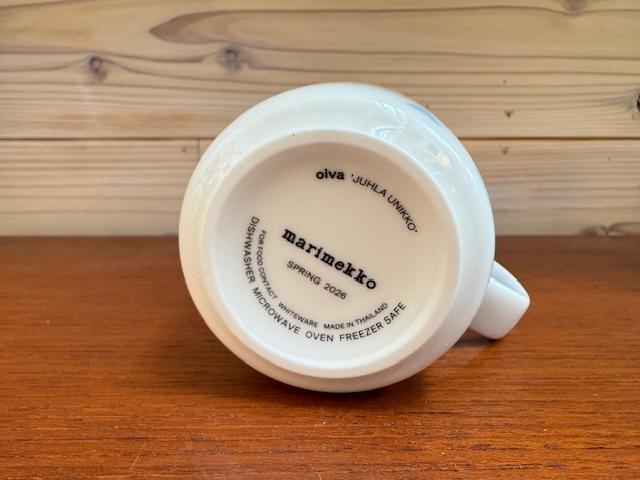 oiva 'JUHLA UNIKKO'
marimekko
SPRING 2026
FOR FOOD CONTACT WHITEWARE MADE IN THAILAND
DISHWASHER MICROWAVE OVEN FREEZER SAFE